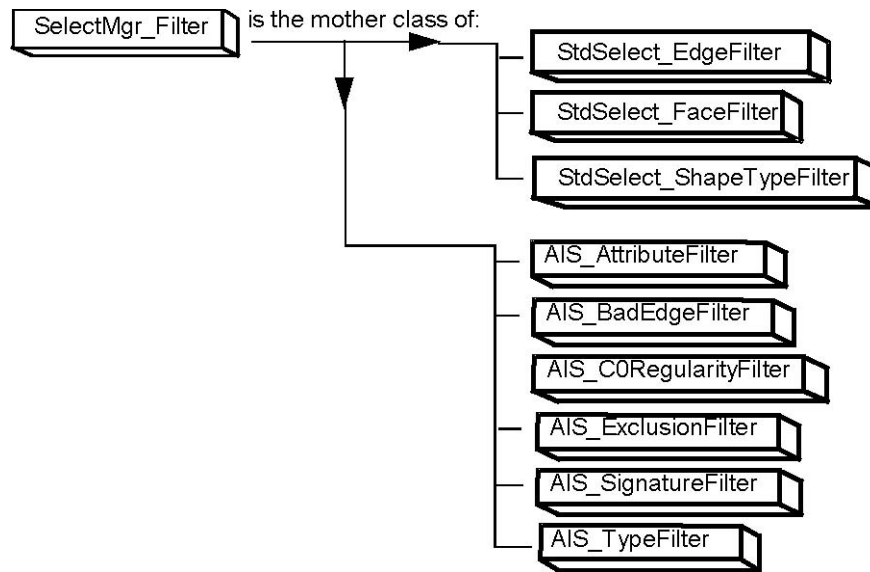 SelectMgr_Filter is the mother class of:
StdSelect_EdgeFilter
StdSelect_FaceFilter
StdSelect_ShapeTypeFilter
AIS_AttributeFilter
AIS_BadEdgeFilter
AIS_C0RegularityFilter
AIS_ExclusionFilter
AIS_SignatureFilter
AIS_TypeFilter